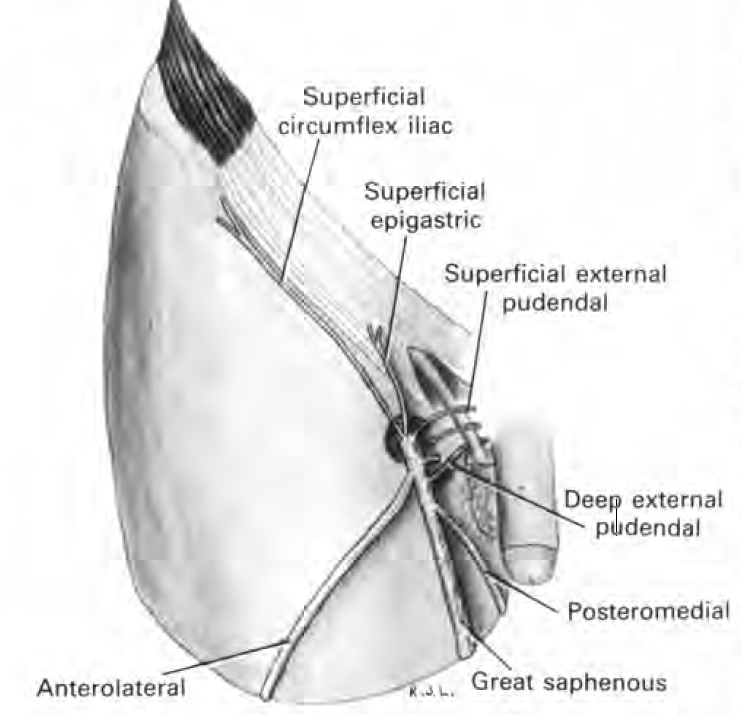 Superficial
circumflex iliac
Superficial
epigastric
Superficial external
pudendal
Deep external
pudendal
Posteromedial
Great saphenous
Anterolateral
R.J.L.